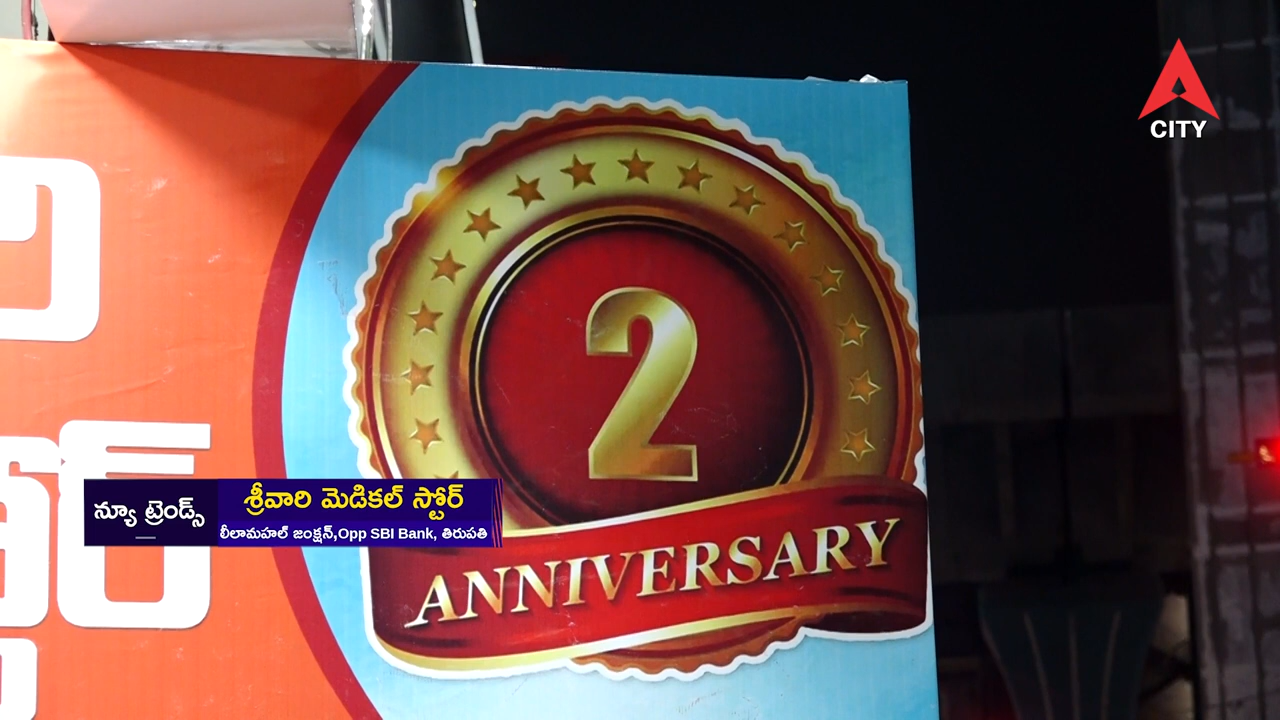 CITY
2
ANNIVERSARY
న్యూ ట్రెండ్స్
శ్రీవారి మెడికల్ స్టోర్
లీలామహల్ జంక్షన్,Opp SBI Bank, తిరుపతి